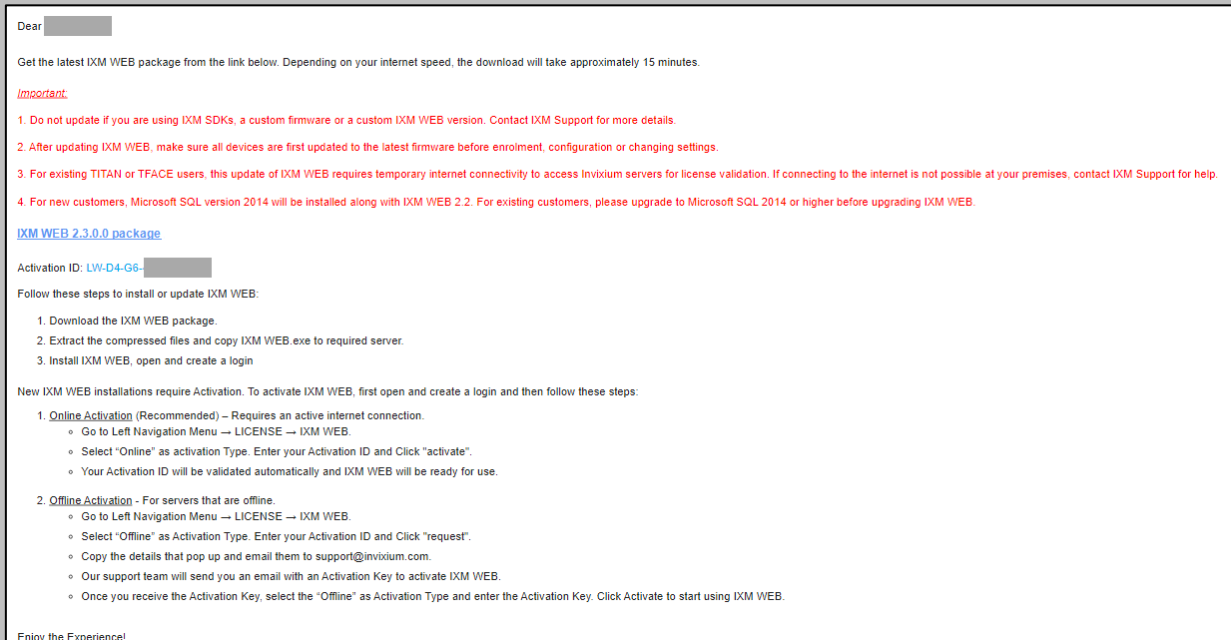 Dear
Get the latest IXM WEB package from the link below. Depending on your internet speed, the download will take approximately 15 minutes.
Important:
1. Do not update if you are using IXM SDKs, a custom firmware or a custom IXM WEB version. Contact IXM Support for more details.
2. After updating IXM WEB, make sure all devices are first updated to the latest firmware before enrolment, configuration or changing settings.
3. For existing TITAN or TFACE users, this update of IXM WEB requires temporary internet connectivity to access Invixium servers for license validation. If connecting to the internet is not possible at your premises, contact IXM Support for help.
4. For new customers, Microsoft SQL version 2014 will be installed along with IXM WEB 2.2. For existing customers, please upgrade to Microsoft SQL 2014 or higher before upgrading IXM WEB.
IXM WEB 2.3.0.0 package
Activation ID: LW-D4-G6-
Follow these steps to install or update IXM WEB:
1. Download the IXM WEB package.
2. Extract the compressed files and copy IXM WEB.exe to required server.
3. Install IXM WEB, open and create a login
New IXM WEB installations require Activation. To activate IXM WEB, first open and create a login and then follow these steps:
1. Online Activation (Recommended) – Requires an active internet connection.
◦ Go to Left Navigation Menu → LICENSE → IXM WEB.
◦ Select “Online” as activation Type. Enter your Activation ID and Click "activate".
◦ Your Activation ID will be validated automatically and IXM WEB will be ready for use.
2. Offline Activation - For servers that are offline.
◦ Go to Left Navigation Menu → LICENSE → IXM WEB.
◦ Select “Offline” as Activation Type. Enter your Activation ID and Click "request".
◦ Copy the details that pop up and email them to support@invixium.com.
◦ Our support team will send you an email with an Activation Key to activate IXM WEB.
◦ Once you receive the Activation Key, select the “Offline” as Activation Type and enter the Activation Key. Click Activate to start using IXM WEB.
Enjoy the Experience!